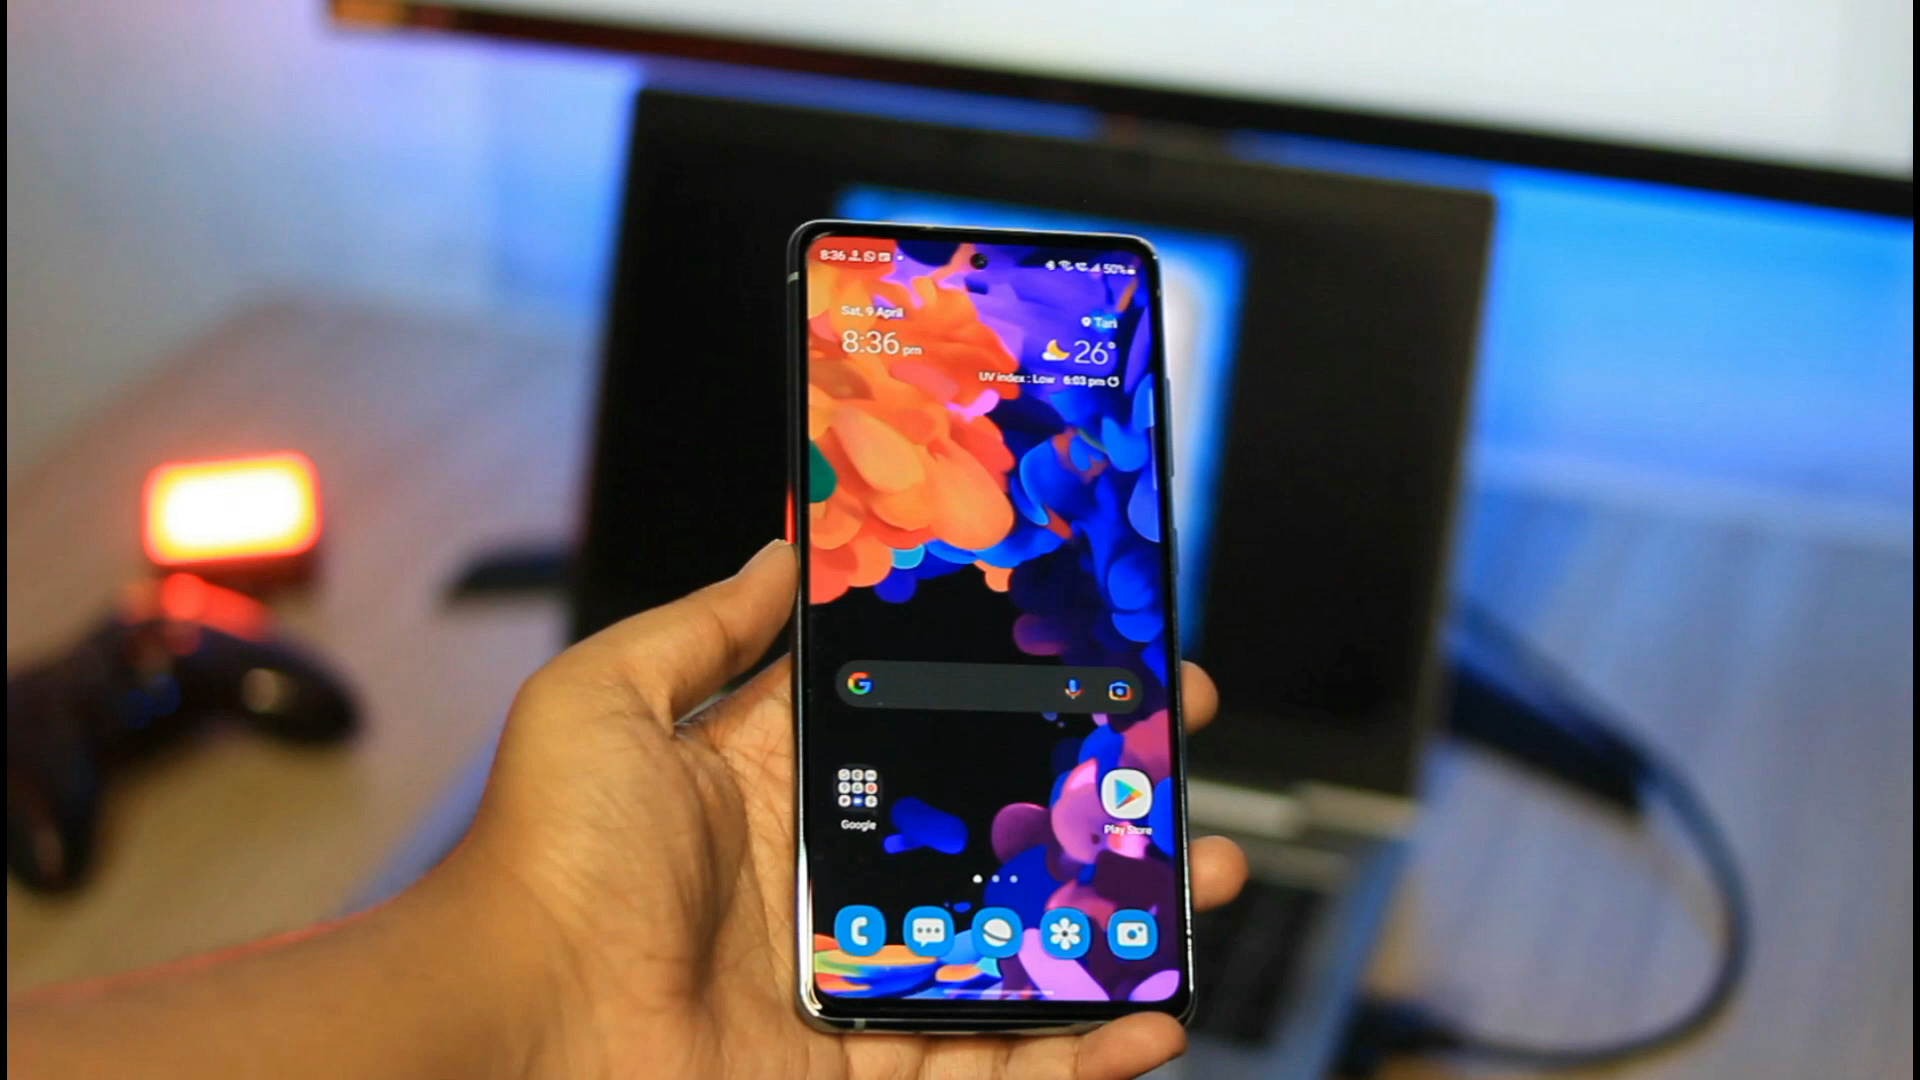 8:36
50%
Sat, 9 April
8:36 pm
Tari
26°
UV index : Low 6:03 pm
Google
Play Store